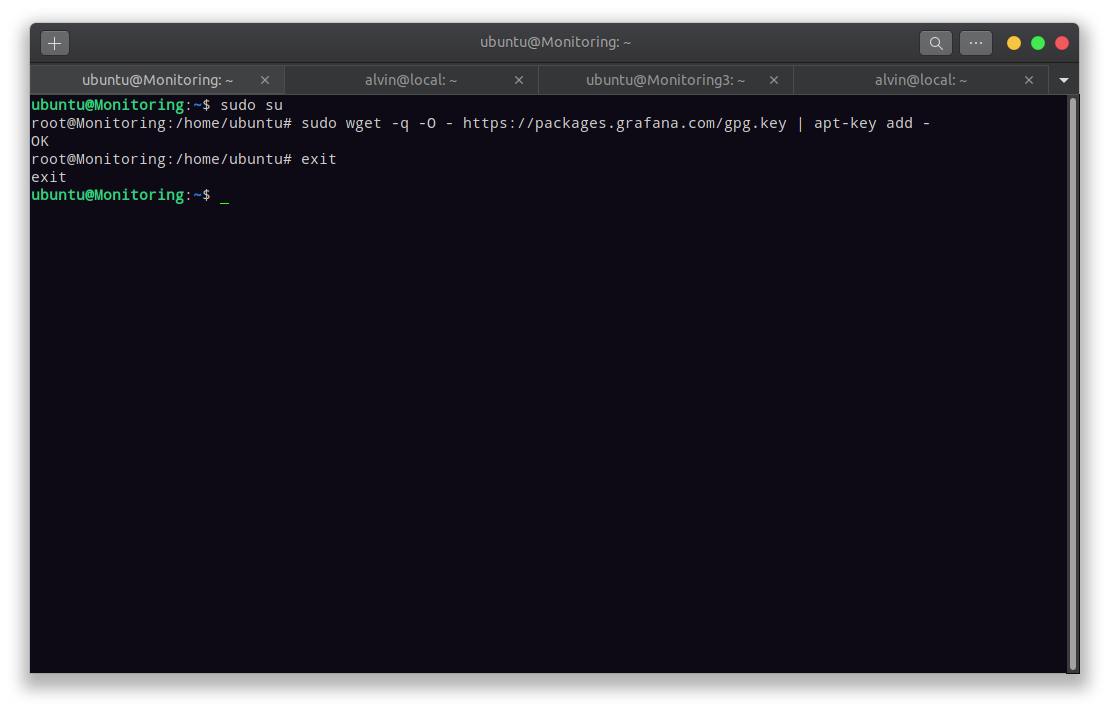 ubuntu@Monitoring: ~
ubuntu@Monitoring: ~
alvin@local: ~
ubuntu@Monitoring3: ~
alvin@local: ~
ubuntu@Monitoring:~$ sudo su
root@Monitoring:/home/ubuntu# sudo wget -q -O - https://packages.grafana.com/gpg.key | apt-key add -
OK
root@Monitoring:/home/ubuntu# exit
exit
ubuntu@Monitoring:~$ _